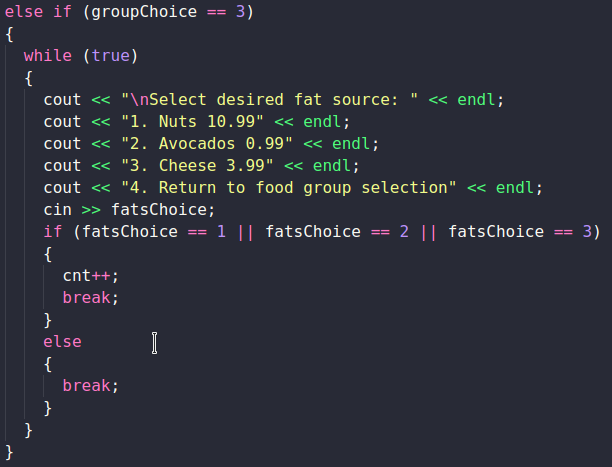 else if (groupChoice == 3)
{
while (true)
{
cout << "\nSelect desired fat source: " << endl;
cout << "1. Nuts 10.99" << endl;
cout << "2. Avocados 0.99" << endl;
cout << "3. Cheese 3.99" << endl;
cout << "4. Return to food group selection" << endl;
cin >> fatsChoice;
if (fatsChoice == 1 || fatsChoice == 2 || fatsChoice == 3)
{
cnt++;
break;
}
else
{
break;
}
}
}